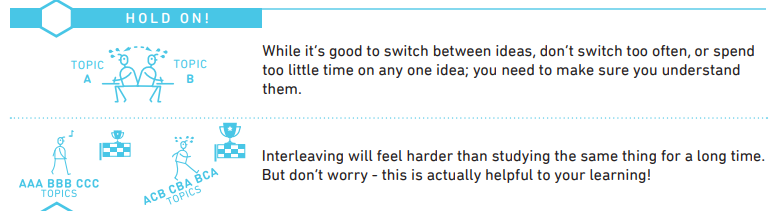 HOLD ON!
TOPIC
A
TOPIC
B
While it's good to switch between ideas, don't switch too often, or spend
too little time on any one idea; you need to make sure you understand
them.
AAA BBB CCC
TOPICS
ACB CBA BCA
TOPICS
Interleaving will feel harder than studying the same thing for a long time.
But don't worry - this is actually helpful to your learning!